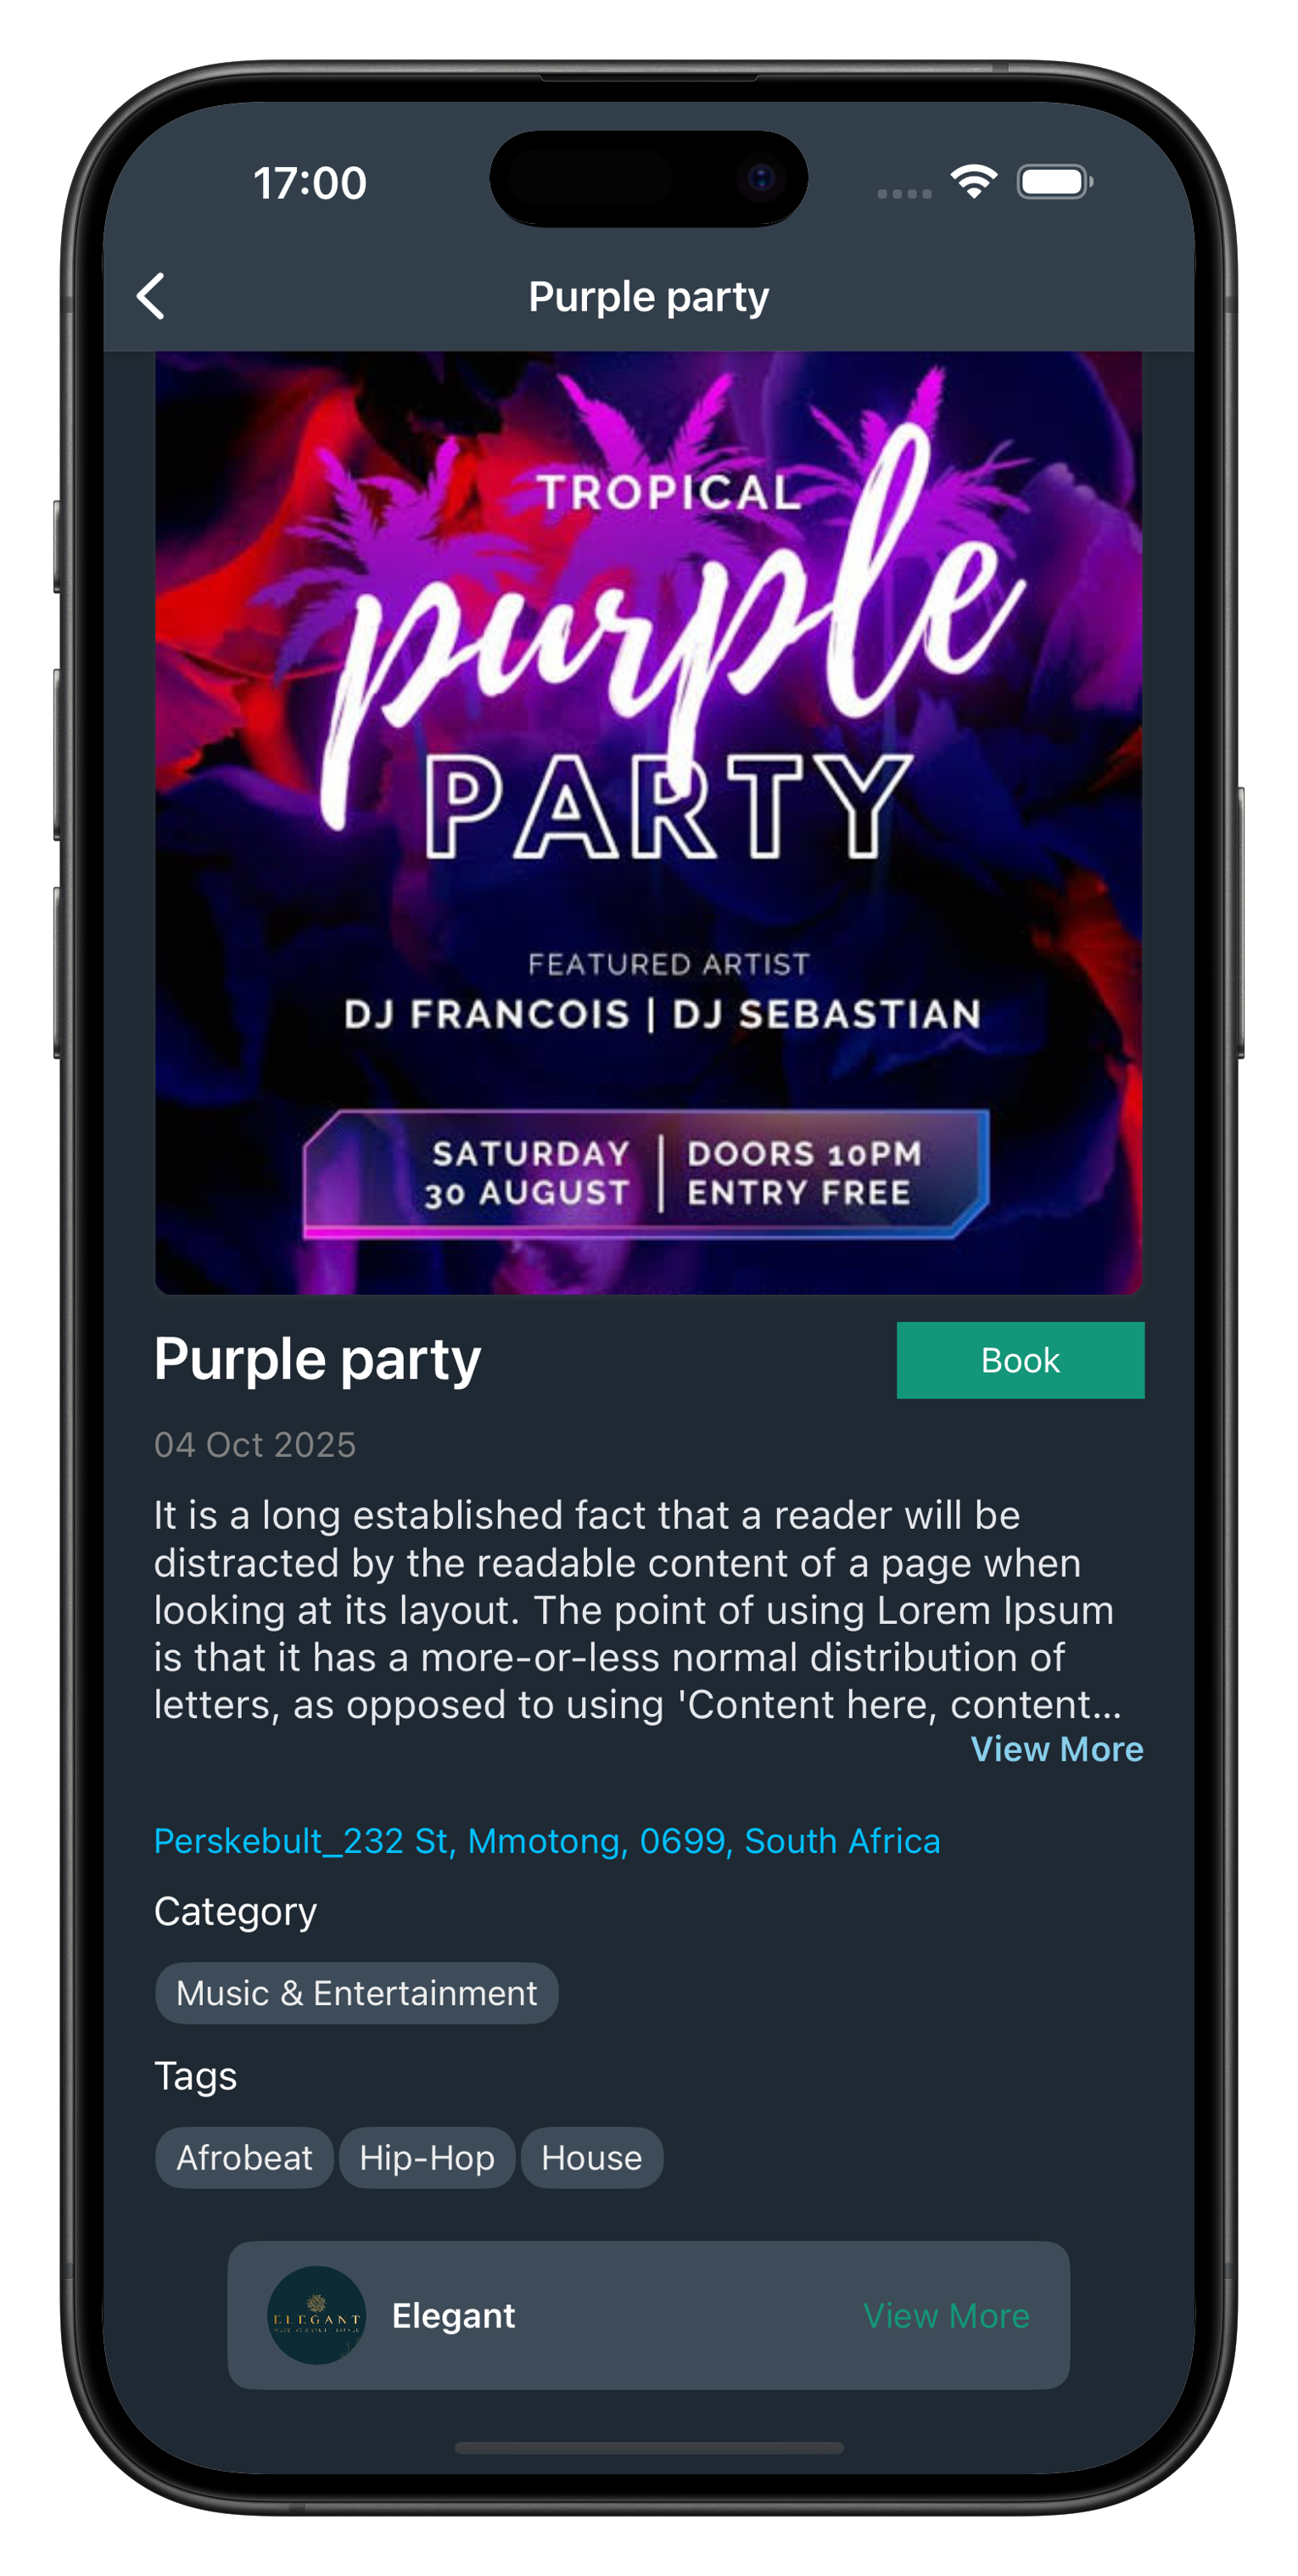 17:00
Purple party
TROPICAL
purple
PARTY
FEATURED ARTIST
DJ FRANCOIS | DJ SEBASTIAN
SATURDAY | DOORS 10PM
30 AUGUST | ENTRY FREE
Purple party
Book
04 Oct 2025
It is a long established fact that a reader will be
distracted by the readable content of a page when
looking at its layout. The point of using Lorem Ipsum
is that it has a more-or-less normal distribution of
letters, as opposed to using 'Content here, content...
View More
Perskebult_232 St, Mmotong, 0699, South Africa
Category
Music & Entertainment
Tags
Afrobeat Hip-Hop House
ELEGANT
Elegant View More